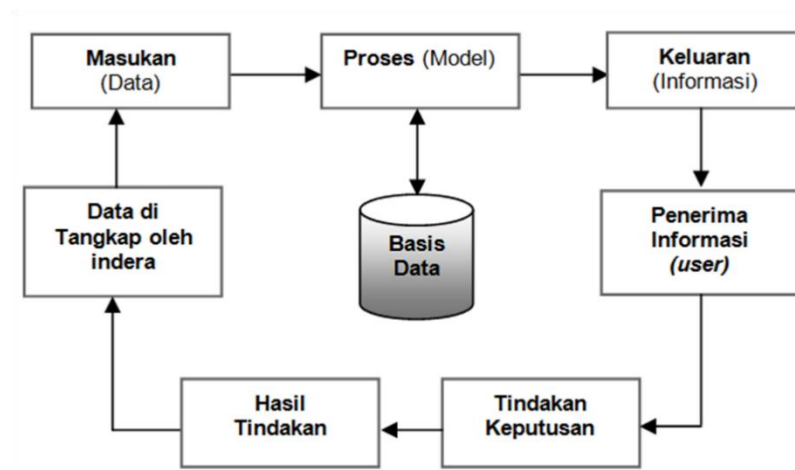 Masukan
(Data)
Proses (Model)
Keluaran
(Informasi)
Data di
Tangkap oleh
indera
Basis
Data
Penerima
Informasi
(user)
Hasil
Tindakan
Tindakan
Keputusan